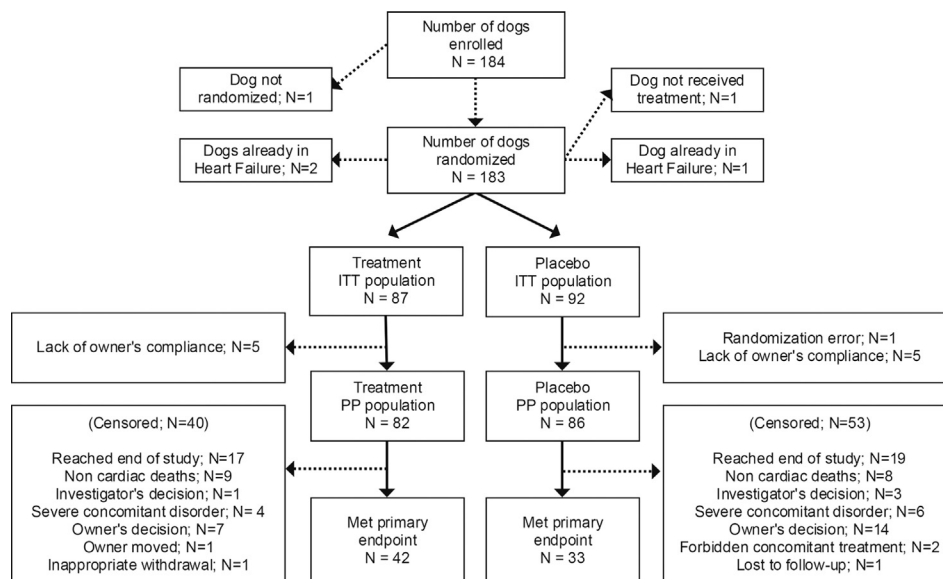 Number of dogs
enrolled
N = 184
Dog not
randomized; N=1
Dog not received
treatment; N=1
Number of dogs
randomized
N = 183
Dogs already in
Heart Failure; N=2
Dog already in
Heart Failure; N=1
Treatment
ITT population
N = 87
Placebo
ITT population
N = 92
Lack of owner's compliance; N=5
Randomization error; N=1
Lack of owner's compliance; N=5
Treatment
PP population
N = 82
Placebo
PP population
N = 86
(Censored; N=40)
Reached end of study; N=17
Non cardiac deaths; N=9
Investigator's decision; N=1
Severe concomitant disorder; N= 4
Owner's decision; N=7
Owner moved; N=1
Inappropriate withdrawal; N=1
(Censored; N=53)
Reached end of study; N=19
Non cardiac deaths; N=8
Investigator's decision; N=3
Severe concomitant disorder; N=6
Owner's decision; N=14
Forbidden concomitant treatment; N=2
Lost to follow-up; N=1
Met primary
endpoint
N = 42
Met primary
endpoint
N = 33